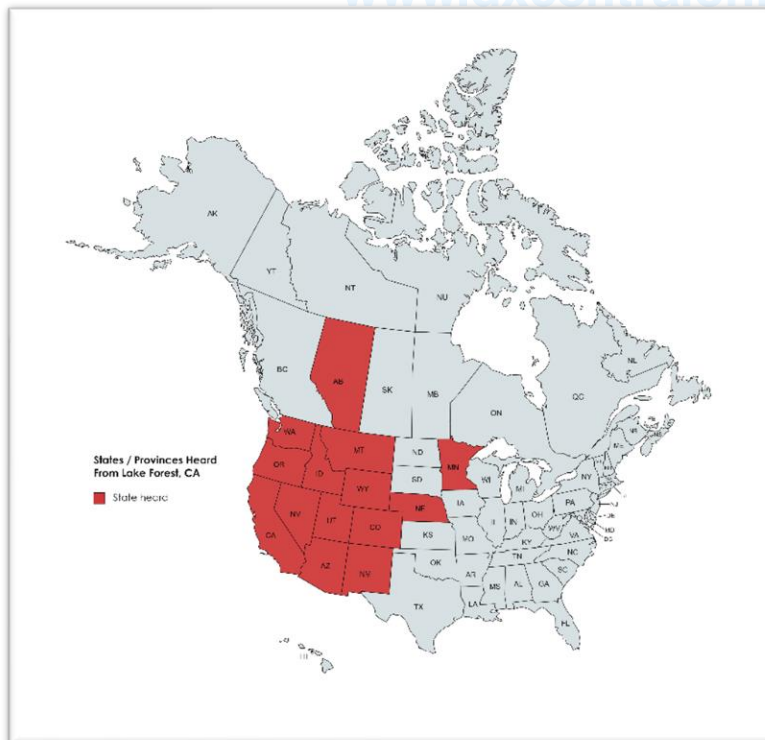 AK
YT
NT
NU
BC
AB
SK
MB
ON
QC
NL
WA
MT
ND
MN
OR
ID
SD
WI
MI
NY
WY
IA
PA
NE
NV
UT
CO
IL
IN
OH
WV
VA
KS
MO
KY
CA
NC
TN
AZ
NM
OK
AR
SC
MS
AL
GA
TX
LA
FL
HI
MD
States / Provinces Heard
From Lake Forest, CA
State heard